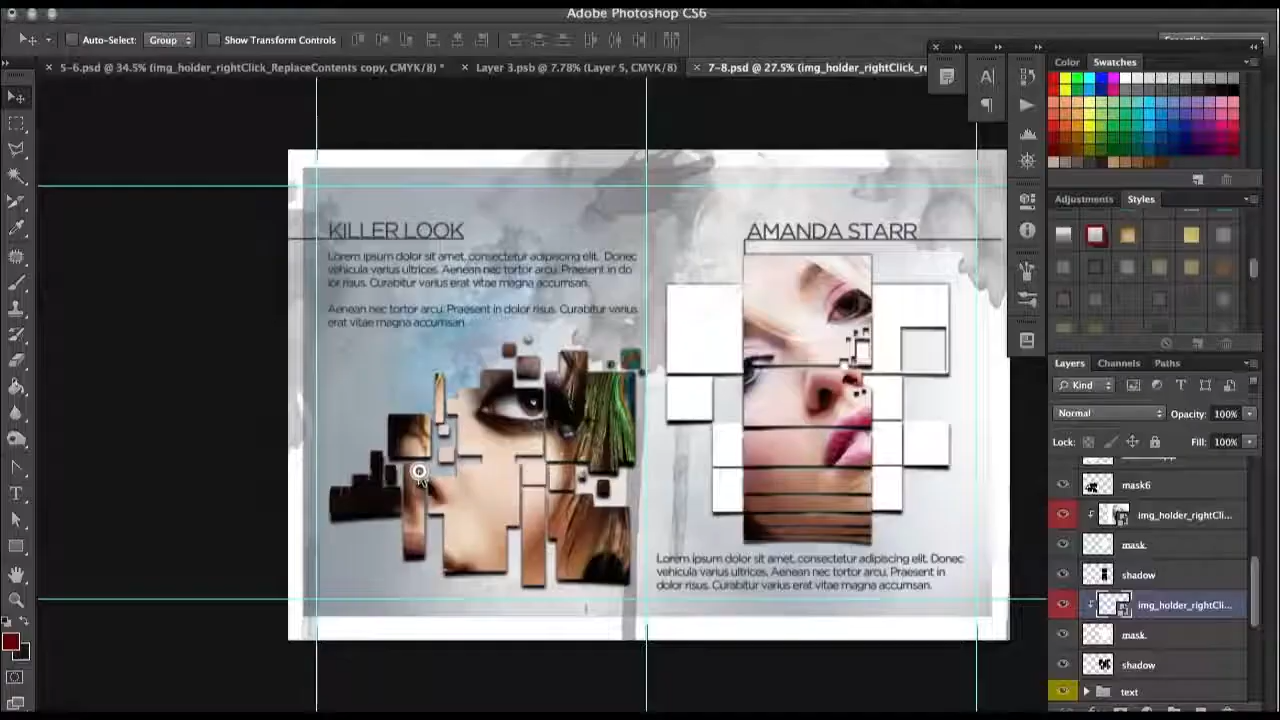 Adobe Photoshop CS6
Auto-Select: Group Show Transform Controls
5-6.psd @ 34.5% (img_holder_rightClick_ReplaceContents copy, CMYK/8) *
Layer 3.psb @ 7.78% (Layer 5, CMYK/8)
7-8.psd @ 27.5% (img_holder_rightClick_re
Color Swatches
Adjustments Styles
KILLER LOOK
Lorem ipsum dolor sit amet, consectetur adipiscing elit. Donec
vehicula varius ultrices. Aenean nec tortor arcu. Praesent in do
lor risus. Curabitur varius erat vitae magna accumsan.
Aenean nec tortor arcu. Praesent in dolor risus. Curabitur varius
erat vitae magna accumsan.
AMANDA STARR
Lorem ipsum dolor sit amet, consectetur adipiscing elit. Donec
vehicula varius ultrices. Aenean nec tortor arcu. Praesent in
dolor risus. Curabitur varius erat vitae magna accumsan.
Layers Channels Paths
Kind
Normal Opacity: 100%
Lock: Fill: 100%
mask6
img_holder_rightCli...
mask
shadow
img_holder_rightCli...
mask
shadow
text